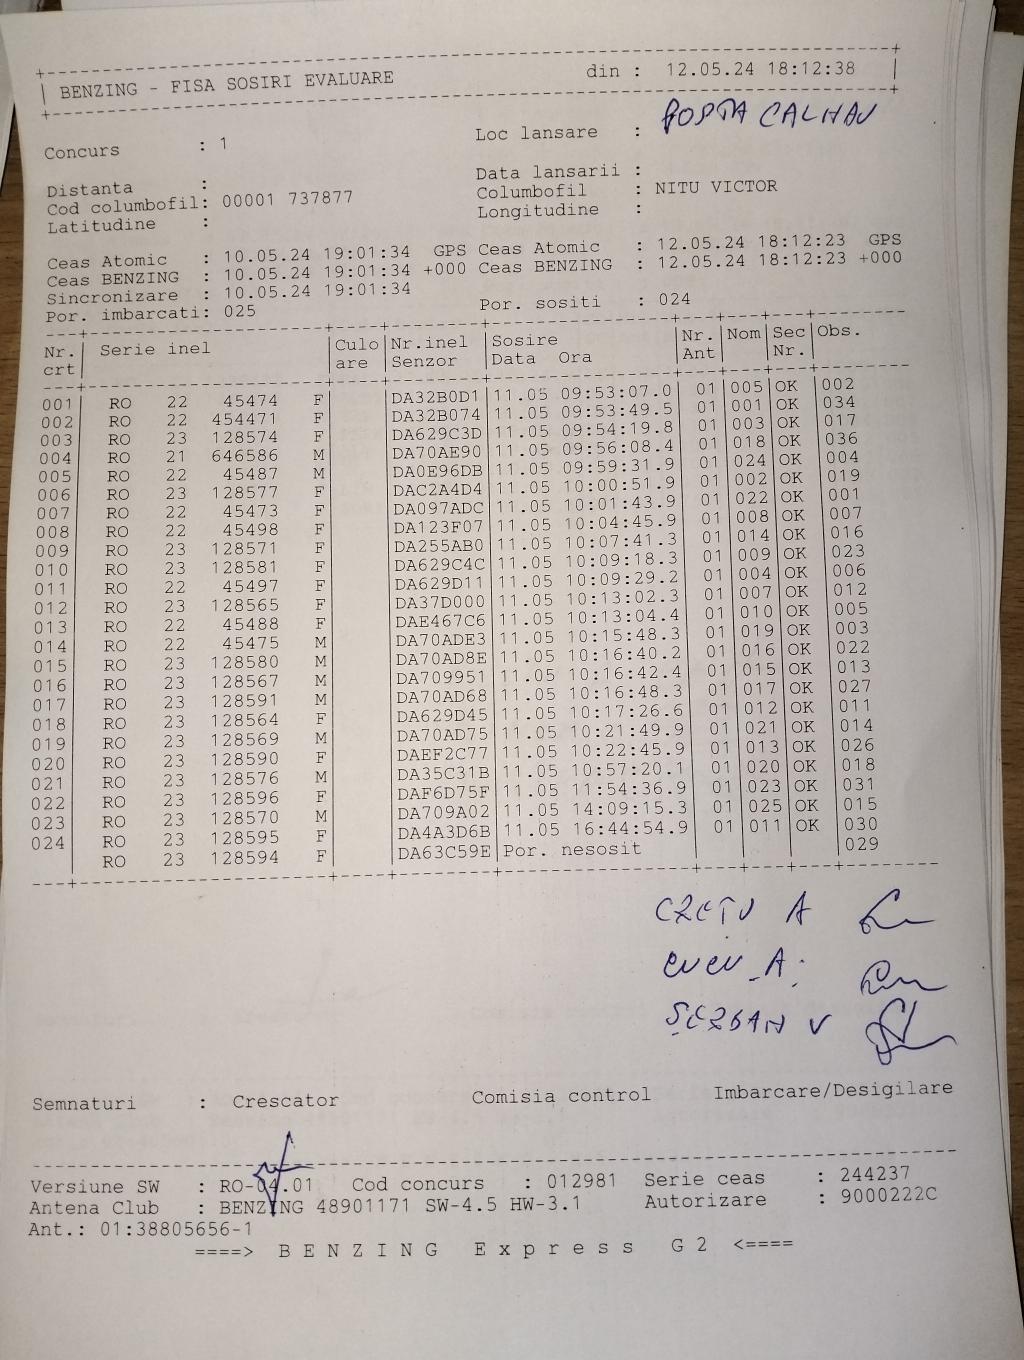 BENZING - FISA SOSIRI EVALUARE din : 12.05.24 18:12:38
Concurs : 1 Loc lansare : POPTA CALNAU
Data lansarii :
Distanta : Columbofil : NITU VICTOR
Cod columbofil: 00001 737877 Longitudine :
Latitudine :
Ceas Atomic : 10.05.24 19:01:34 GPS Ceas Atomic : 12.05.24 18:12:23 GPS
Ceas BENZING : 10.05.24 19:01:34 +000 Ceas BENZING : 12.05.24 18:12:23 +000
Sincronizare : 10.05.24 19:01:34
Por. imbarcati: 025 Por. sositi : 024
Nr. Serie inel Culo Nr.inel Sosire Nr. Nom Sec Obs.
crt are Senzor Data Ora Ant Nr.
001 RO 22 45474 F DA32B0D1 11.05 09:53:07.0 01 005 OK 002
002 RO 22 454471 F DA32B074 11.05 09:53:49.5 01 001 OK 034
003 RO 23 128574 F DA629C3D 11.05 09:54:19.8 01 003 OK 017
004 RO 21 646586 M DA70AE90 11.05 09:56:08.4 01 018 OK 036
005 RO 22 45487 M DA0E96DB 11.05 09:59:31.9 01 024 OK 004
006 RO 23 128577 F DAC2A4D4 11.05 10:00:51.9 01 002 OK 019
007 RO 22 45473 F DA097ADC 11.05 10:01:43.9 01 022 OK 001
008 RO 22 45498 F DA123F07 11.05 10:04:45.9 01 008 OK 007
009 RO 23 128571 F DA255AB0 11.05 10:07:41.3 01 014 OK 016
010 RO 23 128581 F DA629C4C 11.05 10:09:18.3 01 009 OK 023
011 RO 22 45497 F DA629D11 11.05 10:09:29.2 01 004 OK 006
012 RO 23 128565 F DA37D000 11.05 10:13:02.3 01 007 OK 012
013 RO 22 45488 F DAE467C6 11.05 10:13:04.4 01 010 OK 005
014 RO 22 45475 M DA70ADE3 11.05 10:15:48.3 01 019 OK 003
015 RO 23 128580 M DA70AD8E 11.05 10:16:40.2 01 016 OK 022
016 RO 23 128567 M DA709951 11.05 10:16:42.4 01 015 OK 013
017 RO 23 128591 M DA70AD68 11.05 10:16:48.3 01 017 OK 027
018 RO 23 128564 F DA629D45 11.05 10:17:26.6 01 012 OK 011
019 RO 23 128569 M DA70AD75 11.05 10:21:49.9 01 021 OK 014
020 RO 23 128590 F DAEF2C77 11.05 10:22:45.9 01 013 OK 026
021 RO 23 128576 M DA35C31B 11.05 10:57:20.1 01 020 OK 018
022 RO 23 128596 F DAF6D75F 11.05 11:54:36.9 01 023 OK 031
023 RO 23 128570 M DA709A02 11.05 14:09:15.3 01 025 OK 015
024 RO 23 128595 F DA4A3D6B 11.05 16:44:54.9 01 011 OK 030
RO 23 128594 F DA63C59E Por. nesosit 029
CRETU A
CUCU A.
ȘERBAN V
Semnaturi : Crescator Comisia control Imbarcare/Desigilare
Versiune SW : RO-04.01 Cod concurs : 012981 Serie ceas : 244237
Antena Club : BENZING 48901171 SW-4.5 HW-3.1 Autorizare : 9000222C
Ant.: 01:38805656-1
====> B E N Z I N G E x p r e s s G 2 <====